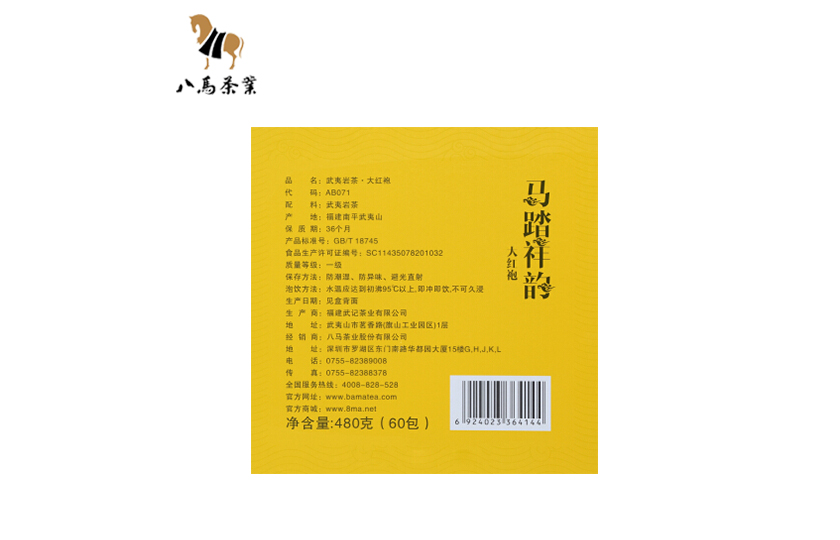 八馬茶業
品 名：武夷岩茶·大红袍
代 码：AB071
配 料：武夷岩茶
产 地：福建南平武夷山
保 质 期：36个月
产品标准号：GB/T 18745
食品生产许可证编号：SC11435078201032
质量等级：一级
保存方法：防潮湿、防异味、避光直射
泡饮方法：水温应达到初沸95℃以上,即冲即饮,不可久浸
生产日期：见盒背面
生 产 商：福建武记茶业有限公司
地 址：武夷山市茗香路(旗山工业园区)1层
经 销 商：八马茶业股份有限公司
地 址：深圳市罗湖区东门南路华都园大厦15楼G,H,J,K,L
电 话：0755-82389008
传 真：0755-82388378
全国服务热线：4008-828-528
官方网址：www.bamatea.com
官方商城：www.8ma.net
净含量:480克（60包）
马踏祥韵
大红袍
6 924023 364144